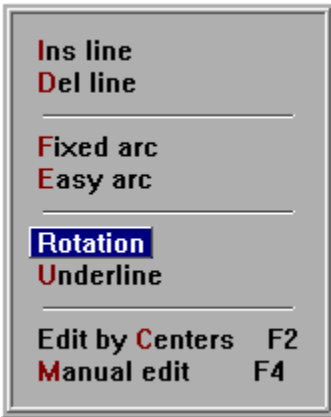 Ins line
Del line
Fixed arc
Easy arc
Rotation
Underline
Edit by Centers F2
Manual edit F4